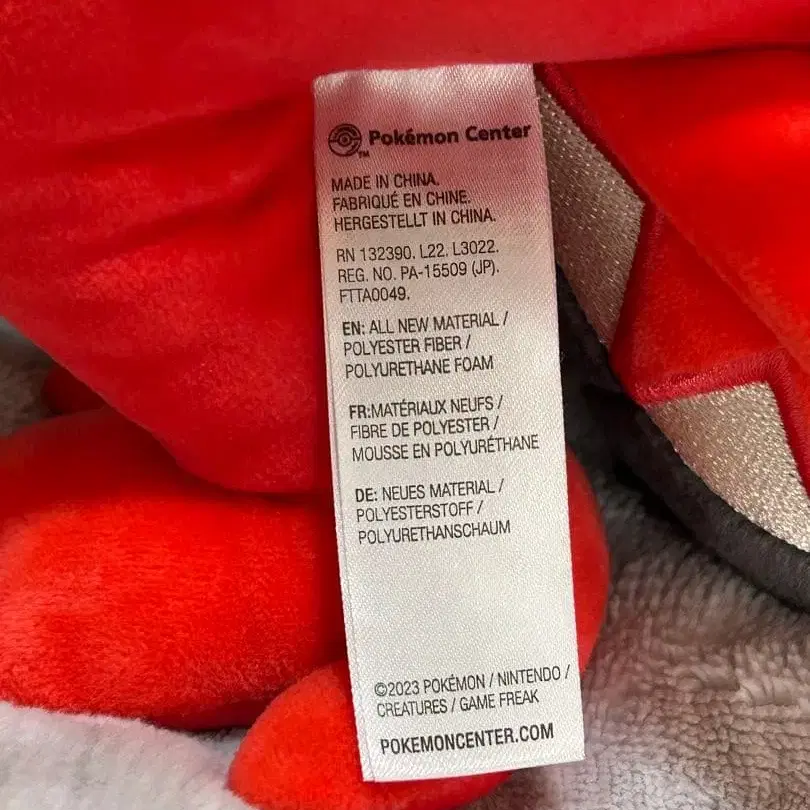 Pokémon Center
TM
MADE IN CHINA.
FABRIQUÉ EN CHINE.
HERGESTELLT IN CHINA.
RN 132390. L22. L3022.
REG. NO. PA-15509 (JP).
FTTA0049.
EN: ALL NEW MATERIAL /
POLYESTER FIBER /
POLYURETHANE FOAM
FR:MATÉRIAUX NEUFS /
FIBRE DE POLYESTER /
MOUSSE EN POLYURÉTHANE
DE: NEUES MATERIAL /
POLYESTERSTOFF /
POLYURETHANSCHAUM
©2023 POKÉMON / NINTENDO /
CREATURES / GAME FREAK
POKEMONCENTER.COM